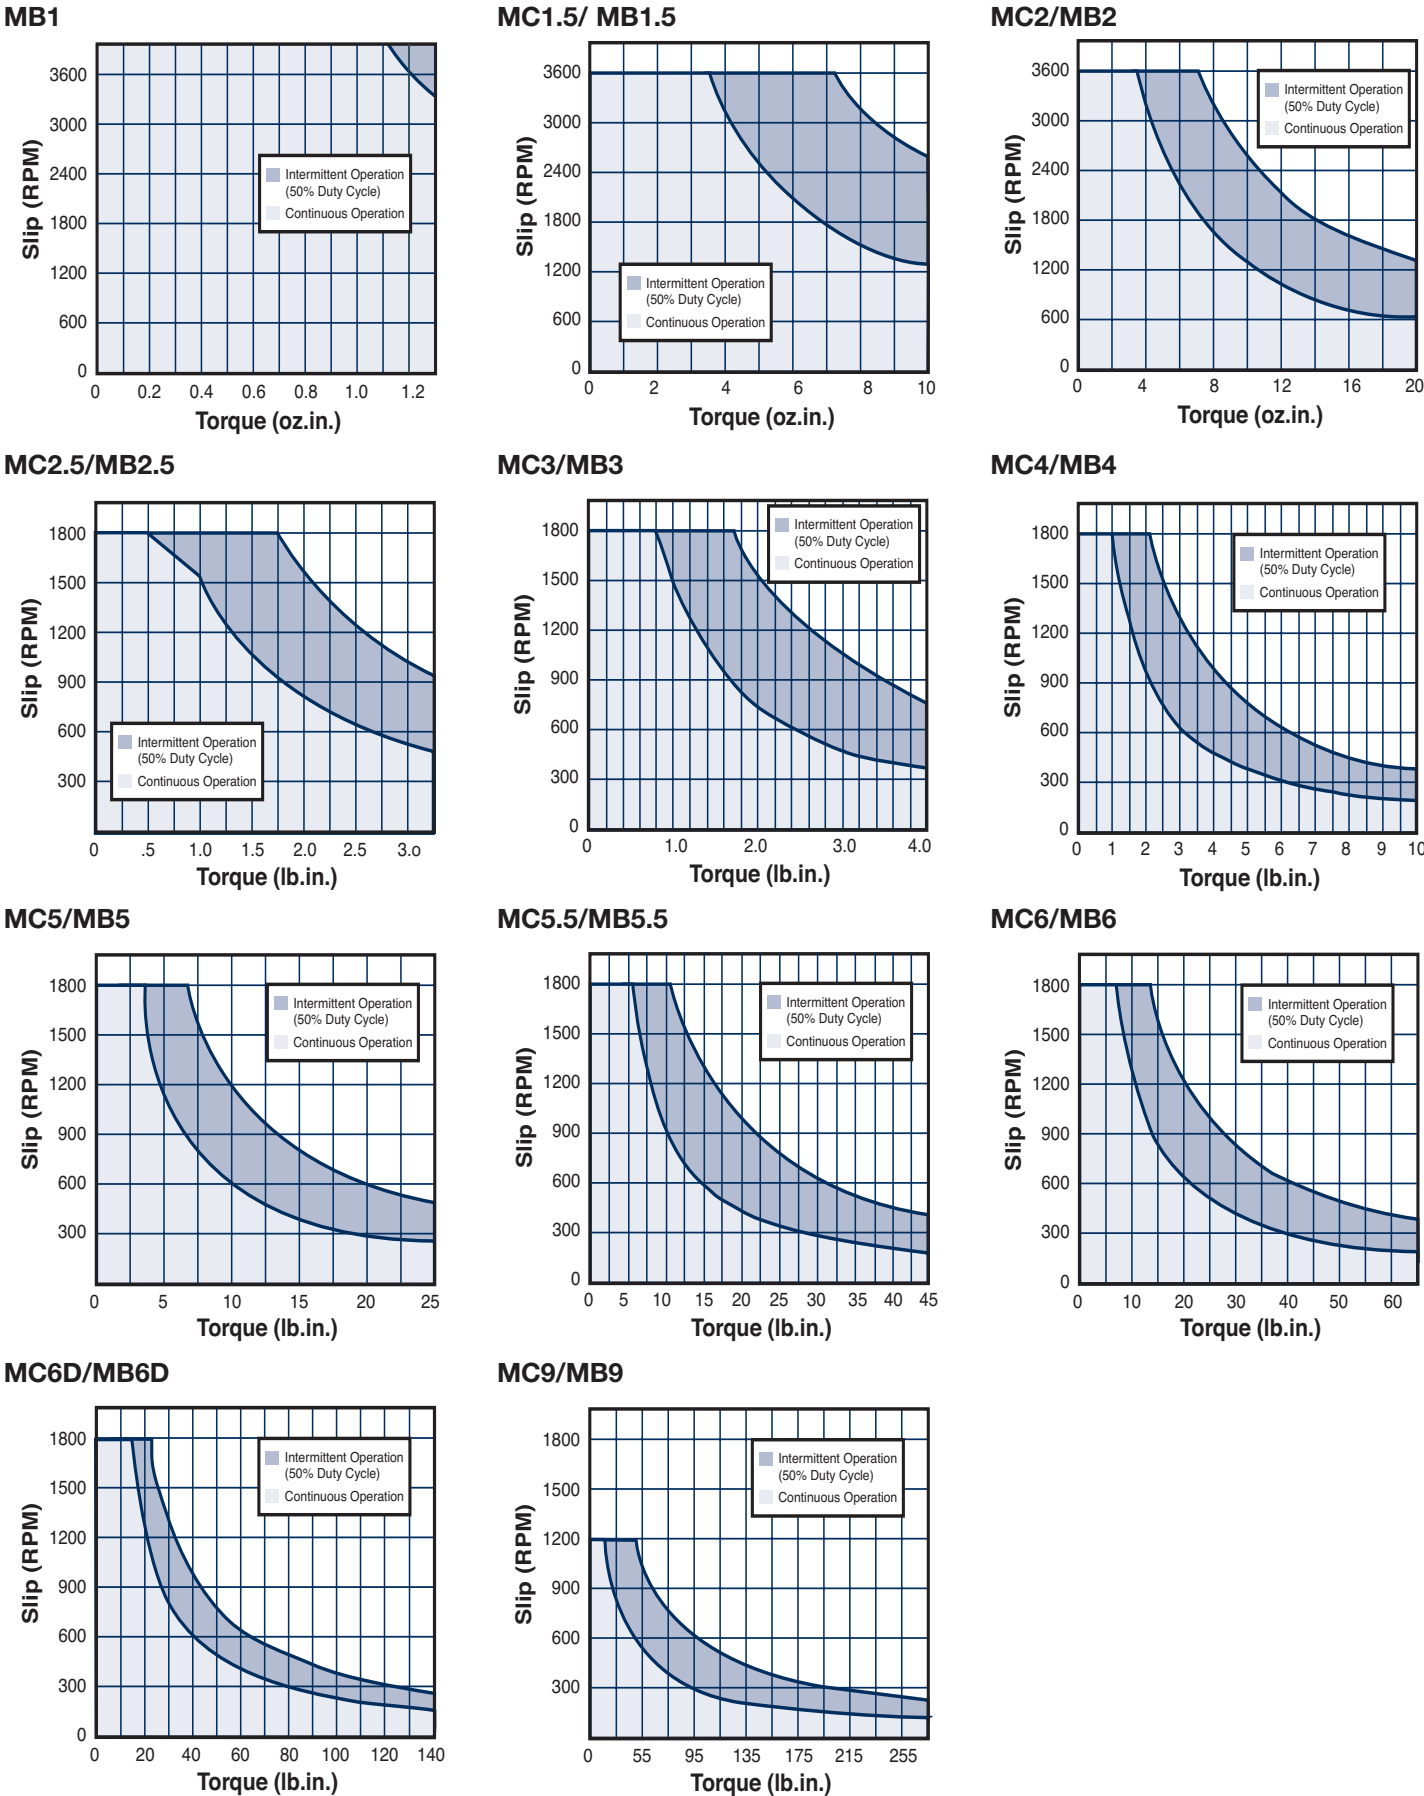 MB1
3600
3000
2400
1800
1200
600
0
Slip (RPM)
Intermittent Operation
(50% Duty Cycle)
Continuous Operation
0 0.2 0.4 0.6 0.8 1.0 1.2
Torque (oz.in.)
MC1.5/ MB1.5
3600
3000
2400
1800
1200
600
0
Slip (RPM)
Intermittent Operation
(50% Duty Cycle)
Continuous Operation
0 2 4 6 8 10
Torque (oz.in.)
MC2/MB2
3600
3000
2400
1800
1200
600
0
Slip (RPM)
Intermittent Operation
(50% Duty Cycle)
Continuous Operation
0 4 8 12 16 20
Torque (oz.in.)
MC2.5/MB2.5
1800
1500
1200
900
600
300
Slip (RPM)
Intermittent Operation
(50% Duty Cycle)
Continuous Operation
0 .5 1.0 1.5 2.0 2.5 3.o
Torque (lb.in.)
MC3/MB3
1800
1500
1200
900
600
300
0
Slip (RPM)
Intermittent Operation
(50% Duty Cycle)
Continuous Operation
0 1.0 2.0 3.0 4.0
Torque (lb.in.)
MC4/MB4
1800
1500
1200
900
600
300
0
Slip (RPM)
Intermittent Operation
(50% Duty Cycle)
Continuous Operation
0 1 2 3 4 5 6 7 8 9 10
Torque (lb.in.)
MC5/MB5
1800
1500
1200
900
600
300
Slip (RPM)
Intermittent Operation
(50% Duty Cycle)
Continuous Operation
0 5 10 15 20 25
Torque (lb.in.)
MC5.5/MB5.5
1800
1500
1200
900
600
300
0
Slip (RPM)
Intermittent Operation
(50% Duty Cycle)
Continuous Operation
0 5 10 15 20 25 30 35 40 45
Torque (lb.in.)
MC6/MB6
1800
1500
1200
900
600
300
0
Slip (RPM)
Intermittent Operation
(50% Duty Cycle)
Continuous Operation
0 10 20 30 40 50 60
Torque (lb.in.)
MC6D/MB6D
1800
1500
1200
900
600
300
0
Slip (RPM)
Intermittent Operation
(50% Duty Cycle)
Continuous Operation
0 20 40 60 80 100 120 140
Torque (lb.in.)
MC9/MB9
1800
1500
1200
900
600
300
Slip (RPM)
Intermittent Operation
(50% Duty Cycle)
Continuous Operation
0 55 95 135 175 215 255
Torque (lb.in.)